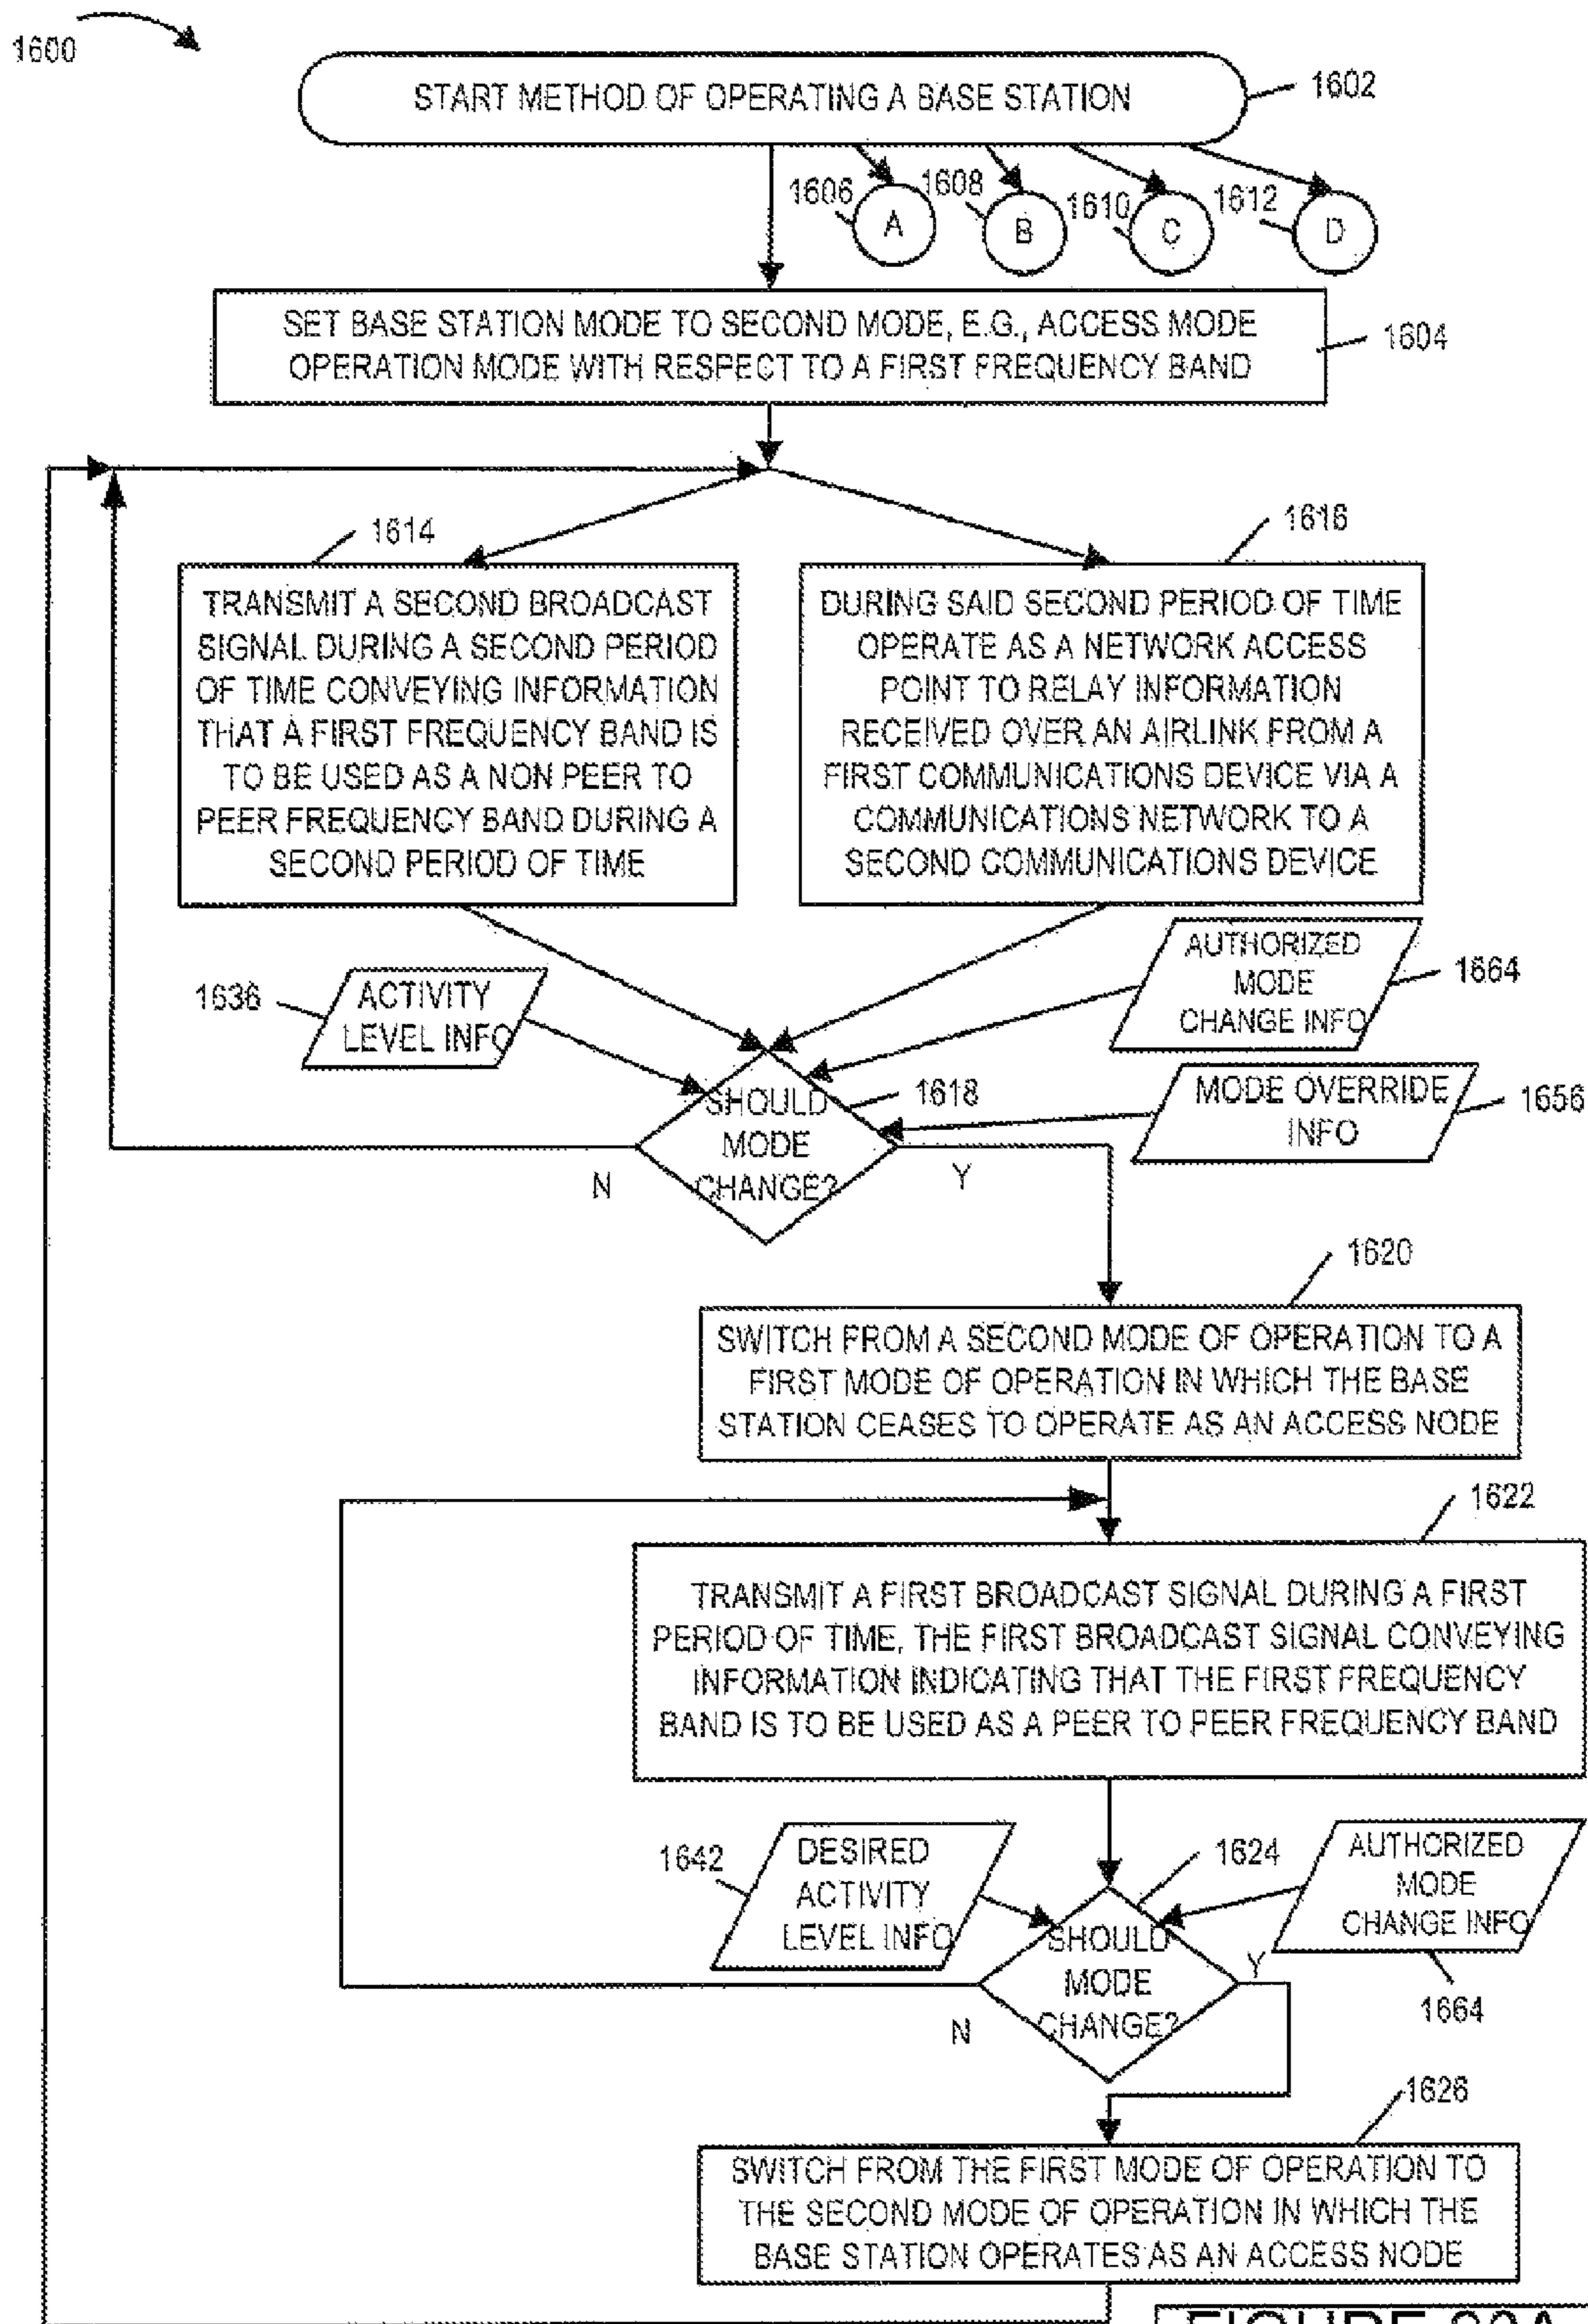 1600
START METHOD OF OPERATING A BASE STATION
1602
1606
A
1608
B
1610
C
1612
D
SET BASE STATION MODE TO SECOND MODE, E.G., ACCESS MODE
OPERATION MODE WITH RESPECT TO A FIRST FREQUENCY BAND
1604
1614
TRANSMIT A SECOND BROADCAST
SIGNAL DURING A SECOND PERIOD
OF TIME CONVEYING INFORMATION
THAT A FIRST FREQUENCY BAND IS
TO BE USED AS A NON PEER TO
PEER FREQUENCY BAND DURING A
SECOND PERIOD OF TIME
1616
DURING SAID SECOND PERIOD OF TIME
OPERATE AS A NETWORK ACCESS
POINT TO RELAY INFORMATION
RECEIVED OVER AN AIRLINK FROM A
FIRST COMMUNICATIONS DEVICE VIA A
COMMUNICATIONS NETWORK TO A
SECOND COMMUNICATIONS DEVICE
1636
ACTIVITY
LEVEL INFO
AUTHORIZED
MODE
CHANGE INFO
1664
SHOULD
MODE
CHANGE?
1618
MODE OVERRIDE
INFO
1656
N
Y
1620
SWITCH FROM A SECOND MODE OF OPERATION TO A
FIRST MODE OF OPERATION IN WHICH THE BASE
STATION CEASES TO OPERATE AS AN ACCESS NODE
1622
TRANSMIT A FIRST BROADCAST SIGNAL DURING A FIRST
PERIOD OF TIME, THE FIRST BROADCAST SIGNAL CONVEYING
INFORMATION INDICATING THAT THE FIRST FREQUENCY
BAND IS TO BE USED AS A PEER TO PEER FREQUENCY BAND
1642
DESIRED
ACTIVITY
LEVEL INFO
1624
SHOULD
MODE
CHANGE?
AUTHORIZED
MODE
CHANGE INFO
1664
Y
N
1626
SWITCH FROM THE FIRST MODE OF OPERATION TO
THE SECOND MODE OF OPERATION IN WHICH THE
BASE STATION OPERATES AS AN ACCESS NODE